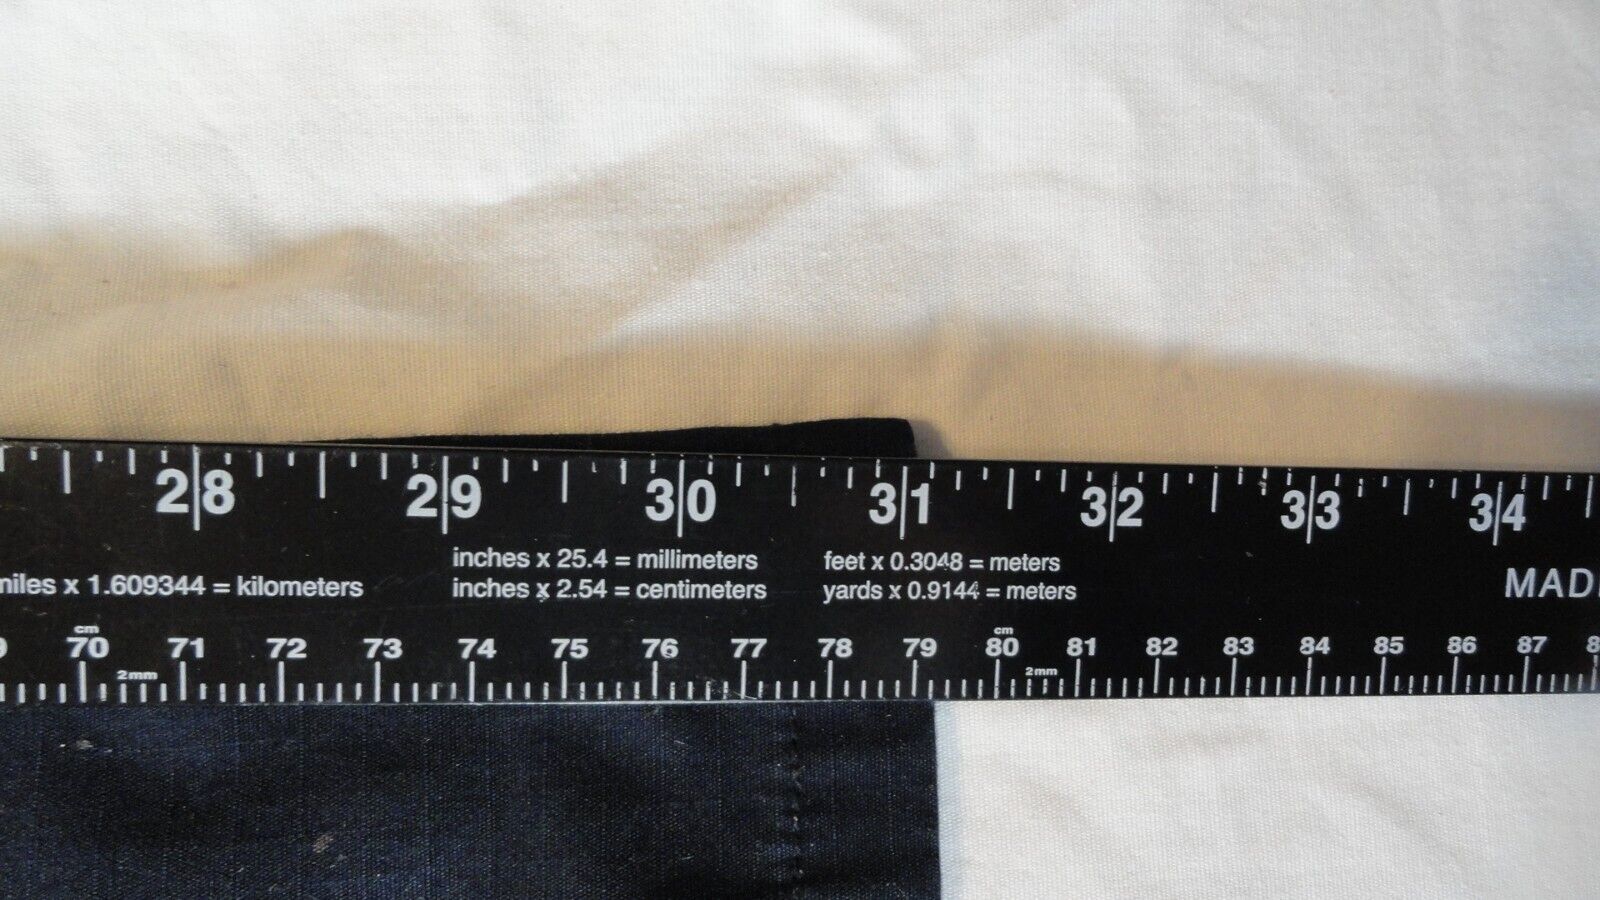 28 29 30 31 32 33 34
inches x 25.4 = millimeters feet x 0.3048 = meters
miles x 1.609344 = kilometers inches x 2.54 = centimeters yards x 0.9144 = meters
cm cm
70 71 72 73 74 75 76 77 78 79 80 81 82 83 84 85 86 87
2mm 2mm